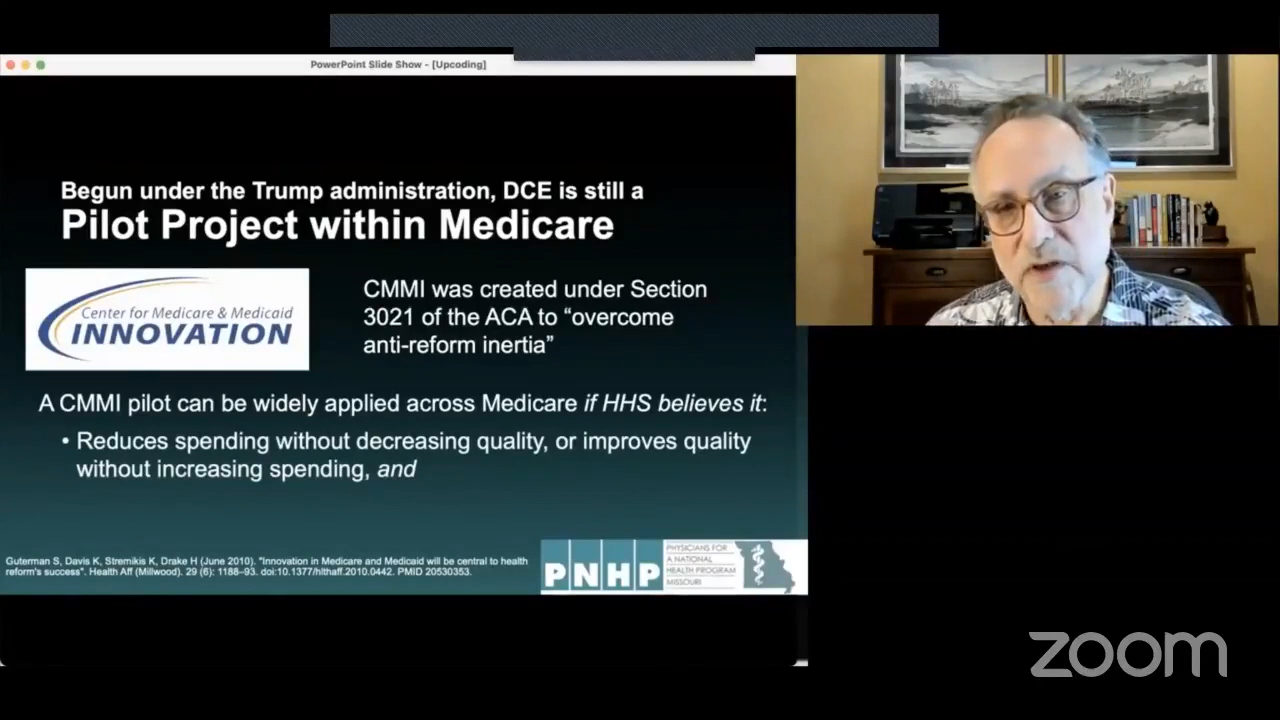 PowerPoint Slide Show - [Upcoding]
Begun under the Trump administration, DCE is still a
Pilot Project within Medicare
Center for Medicare & Medicaid
INNOVATION
CMMI was created under Section
3021 of the ACA to “overcome
anti-reform inertia”
A CMMI pilot can be widely applied across Medicare if HHS believes it:
• Reduces spending without decreasing quality, or improves quality
without increasing spending, and
Guterman S, Davis K, Stremikis K, Drake H (June 2010). "Innovation in Medicare and Medicaid will be central to health
reform's success". Health Aff (Millwood). 29 (6): 1188–93. doi:10.1377/hlthaff.2010.0442. PMID 20530353.
PNHP
PHYSICIANS FOR
A NATIONAL
HEALTH PROGRAM
MISSOURI
zoom